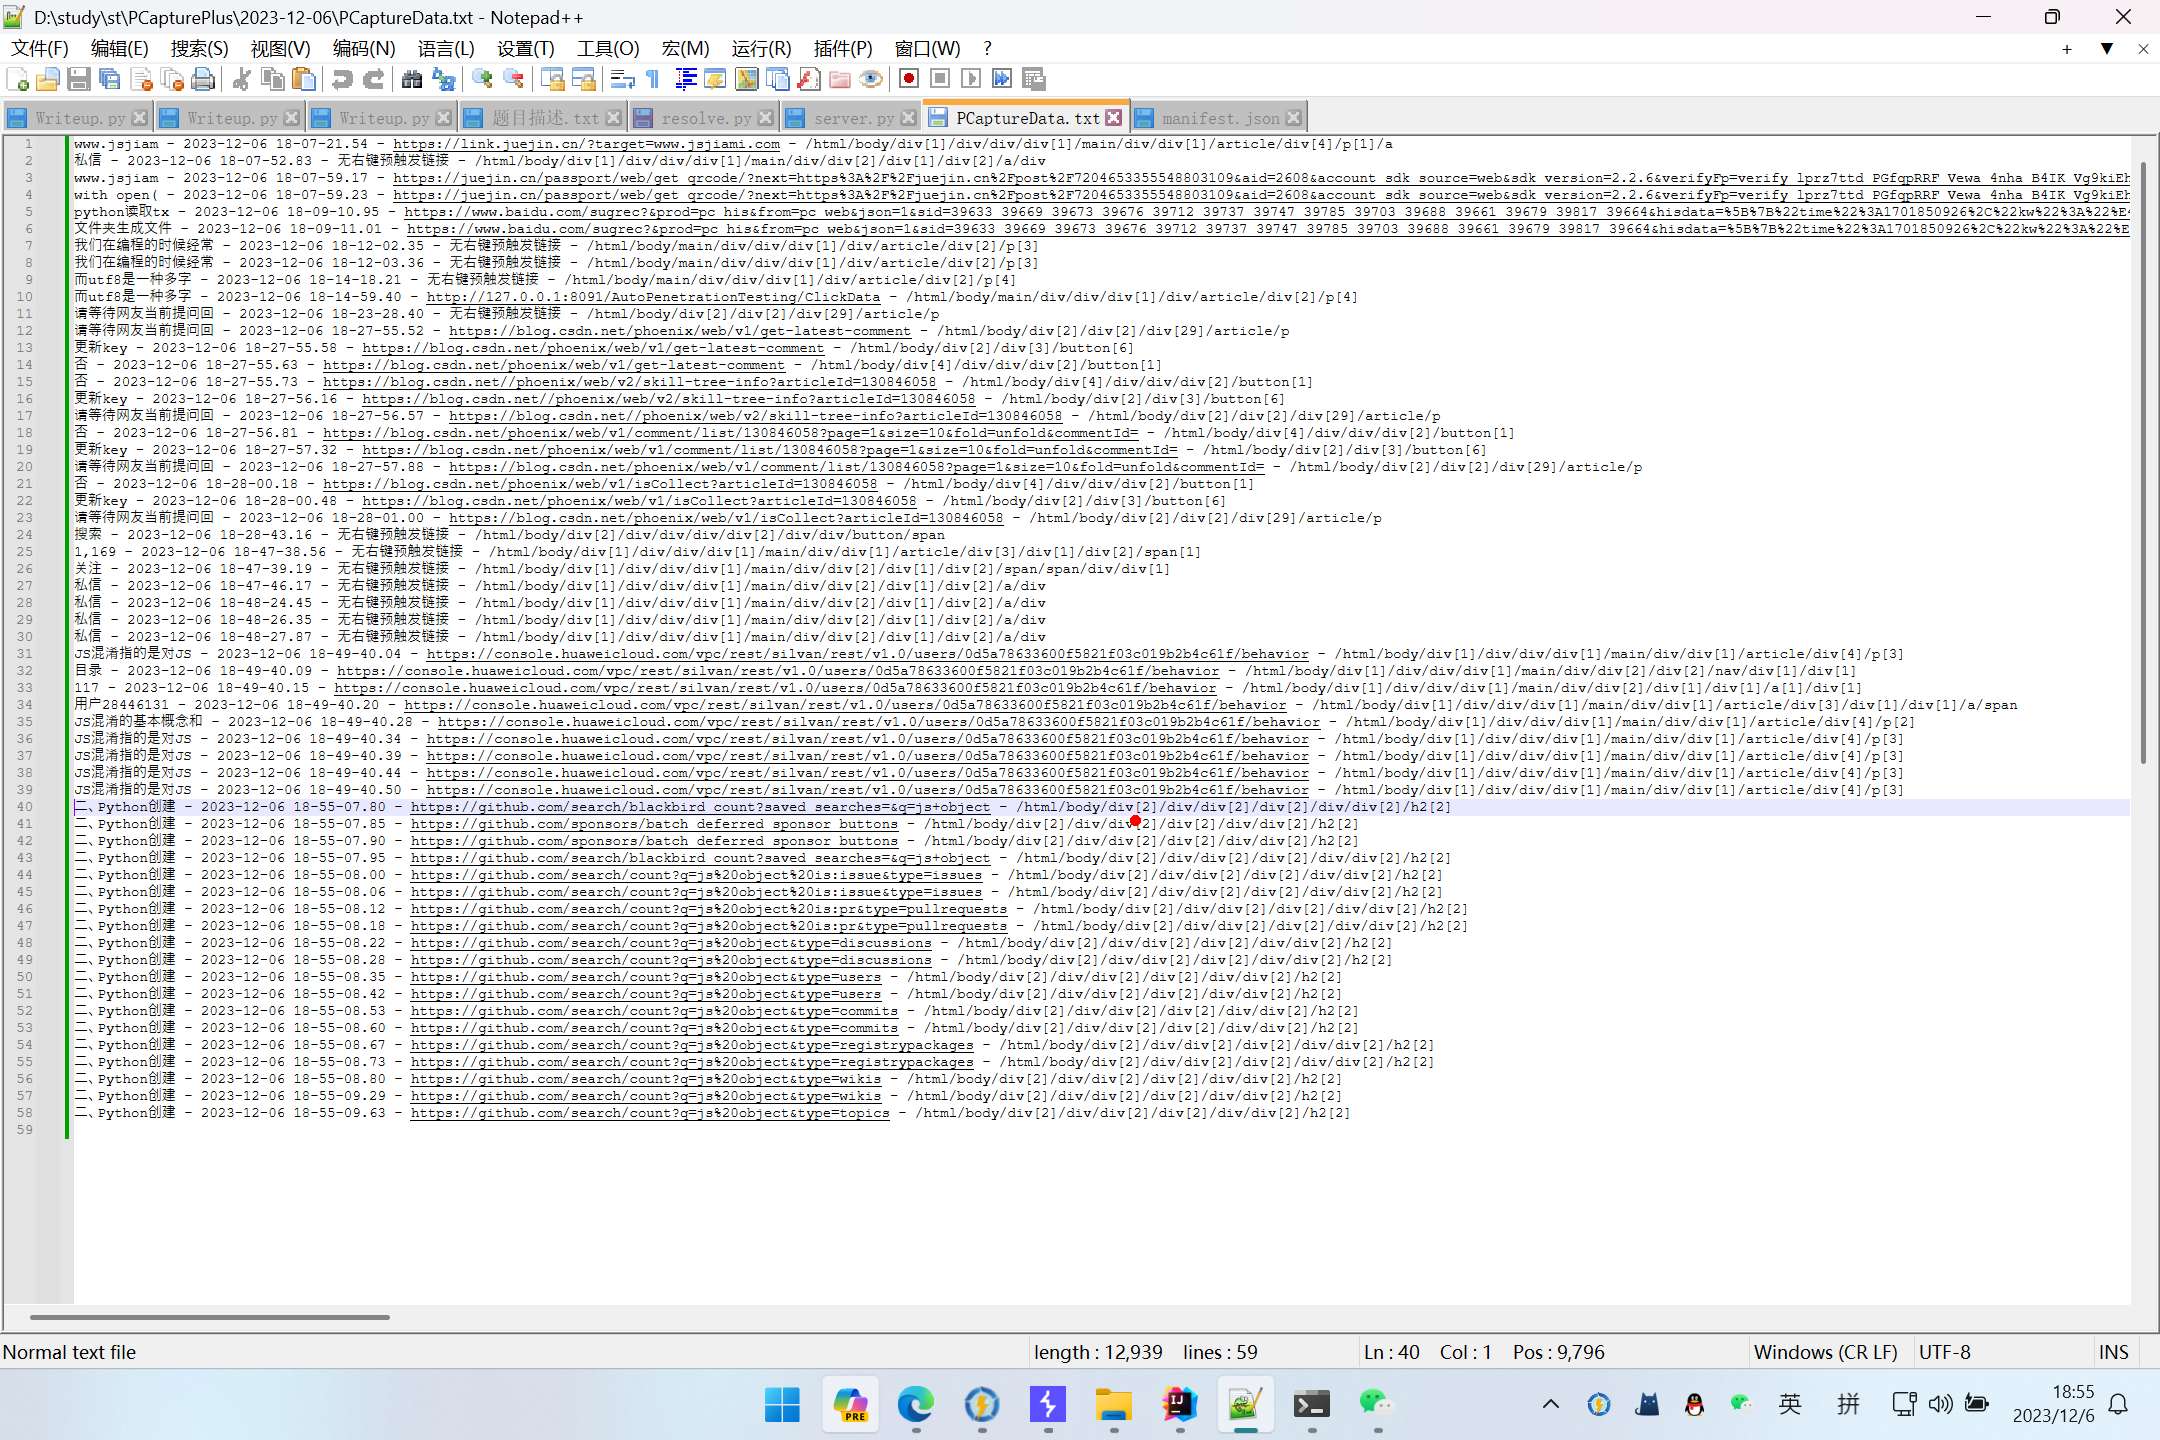 D:\study\st\PCapturePlus\2023-12-06\PCaptureData.txt - Notepad++
文件(F) 编辑(E) 搜索(S) 视图(V) 编码(N) 语言(L) 设置(T) 工具(O) 宏(M) 运行(R) 插件(P) 窗口(W) ?
Writeup.py Writeup.py Writeup.py 题目描述.txt resolve.py server.py PCaptureData.txt manifest.json
1 www.jsjiam - 2023-12-06 18-07-21.54 - https://link.juejin.cn/?target=www.jsjiami.com - /html/body/div[1]/div/div/div[1]/main/div/div[1]/article/div[4]/p[1]/a
2 私信 - 2023-12-06 18-07-52.83 - 无右键预触发链接 - /html/body/div[1]/div/div/div[1]/main/div/div[2]/div[1]/div[2]/a/div
3 www.jsjiam - 2023-12-06 18-07-59.17 - https://juejin.cn/passport/web/get_qrcode/?next=https%3A%2F%2Fjuejin.cn%2Fpost%2F7204653355548803109&aid=2608&account_sdk_source=web&sdk_version=2.2.6&verifyFp=verify_lprz7ttd_PGfqpRRF_Vewa_4nha_B4IK_Vg9kiEh
4 with open( - 2023-12-06 18-07-59.23 - https://juejin.cn/passport/web/get_qrcode/?next=https%3A%2F%2Fjuejin.cn%2Fpost%2F7204653355548803109&aid=2608&account_sdk_source=web&sdk_version=2.2.6&verifyFp=verify_lprz7ttd_PGfqpRRF_Vewa_4nha_B4IK_Vg9kiEh
5 python读取tx - 2023-12-06 18-09-10.95 - https://www.baidu.com/sugrec?&prod=pc_his&from=pc_web&json=1&sid=39633_39669_39673_39676_39712_39737_39747_39785_39703_39688_39661_39679_39817_39664&hisdata=%5B%7B%22time%22%3A1701850926%2C%22kw%22%3A%22%E
6 文件夹生成文件 - 2023-12-06 18-09-11.01 - https://www.baidu.com/sugrec?&prod=pc_his&from=pc_web&json=1&sid=39633_39669_39673_39676_39712_39737_39747_39785_39703_39688_39661_39679_39817_39664&hisdata=%5B%7B%22time%22%3A1701850926%2C%22kw%22%3A%22%E
7 我们在编程的时候经常 - 2023-12-06 18-12-02.35 - 无右键预触发链接 - /html/body/main/div/div/div[1]/div/article/div[2]/p[3]
8 我们在编程的时候经常 - 2023-12-06 18-12-03.36 - 无右键预触发链接 - /html/body/main/div/div/div[1]/div/article/div[2]/p[3]
9 而utf8是一种多字 - 2023-12-06 18-14-18.21 - 无右键预触发链接 - /html/body/main/div/div/div[1]/div/article/div[2]/p[4]
10 而utf8是一种多字 - 2023-12-06 18-14-59.40 - http://127.0.0.1:8091/AutoPenetrationTesting/ClickData - /html/body/main/div/div/div[1]/div/article/div[2]/p[4]
11 请等待网友当前提问回 - 2023-12-06 18-23-28.40 - 无右键预触发链接 - /html/body/div[2]/div[2]/div[29]/article/p
12 请等待网友当前提问回 - 2023-12-06 18-27-55.52 - https://blog.csdn.net/phoenix/web/v1/get-latest-comment - /html/body/div[2]/div[2]/div[29]/article/p
13 更新key - 2023-12-06 18-27-55.58 - https://blog.csdn.net/phoenix/web/v1/get-latest-comment - /html/body/div[2]/div[3]/button[6]
14 否 - 2023-12-06 18-27-55.63 - https://blog.csdn.net/phoenix/web/v1/get-latest-comment - /html/body/div[4]/div/div/div[2]/button[1]
15 否 - 2023-12-06 18-27-55.73 - https://blog.csdn.net//phoenix/web/v2/skill-tree-info?articleId=130846058 - /html/body/div[4]/div/div/div[2]/button[1]
16 更新key - 2023-12-06 18-27-56.16 - https://blog.csdn.net//phoenix/web/v2/skill-tree-info?articleId=130846058 - /html/body/div[2]/div[3]/button[6]
17 请等待网友当前提问回 - 2023-12-06 18-27-56.57 - https://blog.csdn.net//phoenix/web/v2/skill-tree-info?articleId=130846058 - /html/body/div[2]/div[2]/div[29]/article/p
18 否 - 2023-12-06 18-27-56.81 - https://blog.csdn.net/phoenix/web/v1/comment/list/130846058?page=1&size=10&fold=unfold&commentId= - /html/body/div[4]/div/div/div[2]/button[1]
19 更新key - 2023-12-06 18-27-57.32 - https://blog.csdn.net/phoenix/web/v1/comment/list/130846058?page=1&size=10&fold=unfold&commentId= - /html/body/div[2]/div[3]/button[6]
20 请等待网友当前提问回 - 2023-12-06 18-27-57.88 - https://blog.csdn.net/phoenix/web/v1/comment/list/130846058?page=1&size=10&fold=unfold&commentId= - /html/body/div[2]/div[2]/div[29]/article/p
21 否 - 2023-12-06 18-28-00.18 - https://blog.csdn.net/phoenix/web/v1/isCollect?articleId=130846058 - /html/body/div[4]/div/div/div[2]/button[1]
22 更新key - 2023-12-06 18-28-00.48 - https://blog.csdn.net/phoenix/web/v1/isCollect?articleId=130846058 - /html/body/div[2]/div[3]/button[6]
23 请等待网友当前提问回 - 2023-12-06 18-28-01.00 - https://blog.csdn.net/phoenix/web/v1/isCollect?articleId=130846058 - /html/body/div[2]/div[2]/div[29]/article/p
24 搜索 - 2023-12-06 18-28-43.16 - 无右键预触发链接 - /html/body/div[2]/div/div/div[2]/div/div/button/span
25 1,169 - 2023-12-06 18-47-38.56 - 无右键预触发链接 - /html/body/div[1]/div/div/div[1]/main/div/div[1]/article/div[3]/div[1]/div[2]/span[1]
26 关注 - 2023-12-06 18-47-39.19 - 无右键预触发链接 - /html/body/div[1]/div/div/div[1]/main/div/div[2]/div[1]/div[2]/span/span/div/div[1]
27 私信 - 2023-12-06 18-47-46.17 - 无右键预触发链接 - /html/body/div[1]/div/div/div[1]/main/div/div[2]/div[1]/div[2]/a/div
28 私信 - 2023-12-06 18-48-24.45 - 无右键预触发链接 - /html/body/div[1]/div/div/div[1]/main/div/div[2]/div[1]/div[2]/a/div
29 私信 - 2023-12-06 18-48-26.35 - 无右键预触发链接 - /html/body/div[1]/div/div/div[1]/main/div/div[2]/div[1]/div[2]/a/div
30 私信 - 2023-12-06 18-48-27.87 - 无右键预触发链接 - /html/body/div[1]/div/div/div[1]/main/div/div[2]/div[1]/div[2]/a/div
31 JS混淆指的是对JS - 2023-12-06 18-49-40.04 - https://console.huaweicloud.com/vpc/rest/silvan/rest/v1.0/users/0d5a78633600f5821f03c019b2b4c61f/behavior - /html/body/div[1]/div/div/div[1]/main/div/div[1]/article/div[4]/p[3]
32 目录 - 2023-12-06 18-49-40.09 - https://console.huaweicloud.com/vpc/rest/silvan/rest/v1.0/users/0d5a78633600f5821f03c019b2b4c61f/behavior - /html/body/div[1]/div/div/div[1]/main/div/div[2]/div[2]/nav/div[1]/div[1]
33 117 - 2023-12-06 18-49-40.15 - https://console.huaweicloud.com/vpc/rest/silvan/rest/v1.0/users/0d5a78633600f5821f03c019b2b4c61f/behavior - /html/body/div[1]/div/div/div[1]/main/div/div[2]/div[1]/div[1]/a[1]/div[1]
34 用户28446131 - 2023-12-06 18-49-40.20 - https://console.huaweicloud.com/vpc/rest/silvan/rest/v1.0/users/0d5a78633600f5821f03c019b2b4c61f/behavior - /html/body/div[1]/div/div/div[1]/main/div/div[1]/article/div[3]/div[1]/div[1]/a/span
35 JS混淆的基本概念和 - 2023-12-06 18-49-40.28 - https://console.huaweicloud.com/vpc/rest/silvan/rest/v1.0/users/0d5a78633600f5821f03c019b2b4c61f/behavior - /html/body/div[1]/div/div/div[1]/main/div/div[1]/article/div[4]/p[2]
36 JS混淆指的是对JS - 2023-12-06 18-49-40.34 - https://console.huaweicloud.com/vpc/rest/silvan/rest/v1.0/users/0d5a78633600f5821f03c019b2b4c61f/behavior - /html/body/div[1]/div/div/div[1]/main/div/div[1]/article/div[4]/p[3]
37 JS混淆指的是对JS - 2023-12-06 18-49-40.39 - https://console.huaweicloud.com/vpc/rest/silvan/rest/v1.0/users/0d5a78633600f5821f03c019b2b4c61f/behavior - /html/body/div[1]/div/div/div[1]/main/div/div[1]/article/div[4]/p[3]
38 JS混淆指的是对JS - 2023-12-06 18-49-40.44 - https://console.huaweicloud.com/vpc/rest/silvan/rest/v1.0/users/0d5a78633600f5821f03c019b2b4c61f/behavior - /html/body/div[1]/div/div/div[1]/main/div/div[1]/article/div[4]/p[3]
39 JS混淆指的是对JS - 2023-12-06 18-49-40.50 - https://console.huaweicloud.com/vpc/rest/silvan/rest/v1.0/users/0d5a78633600f5821f03c019b2b4c61f/behavior - /html/body/div[1]/div/div/div[1]/main/div/div[1]/article/div[4]/p[3]
40 二、Python创建 - 2023-12-06 18-55-07.80 - https://github.com/search/blackbird_count?saved_searches=&q=js+object - /html/body/div[2]/div/div[2]/div[2]/div/div[2]/h2[2]
41 二、Python创建 - 2023-12-06 18-55-07.85 - https://github.com/sponsors/batch_deferred_sponsor_buttons - /html/body/div[2]/div/div[2]/div[2]/div/div[2]/h2[2]
42 二、Python创建 - 2023-12-06 18-55-07.90 - https://github.com/sponsors/batch_deferred_sponsor_buttons - /html/body/div[2]/div/div[2]/div[2]/div/div[2]/h2[2]
43 二、Python创建 - 2023-12-06 18-55-07.95 - https://github.com/search/blackbird_count?saved_searches=&q=js+object - /html/body/div[2]/div/div[2]/div[2]/div/div[2]/h2[2]
44 二、Python创建 - 2023-12-06 18-55-08.00 - https://github.com/search/count?q=js%20object%20is:issue&type=issues - /html/body/div[2]/div/div[2]/div[2]/div/div[2]/h2[2]
45 二、Python创建 - 2023-12-06 18-55-08.06 - https://github.com/search/count?q=js%20object%20is:issue&type=issues - /html/body/div[2]/div/div[2]/div[2]/div/div[2]/h2[2]
46 二、Python创建 - 2023-12-06 18-55-08.12 - https://github.com/search/count?q=js%20object%20is:pr&type=pullrequests - /html/body/div[2]/div/div[2]/div[2]/div/div[2]/h2[2]
47 二、Python创建 - 2023-12-06 18-55-08.18 - https://github.com/search/count?q=js%20object%20is:pr&type=pullrequests - /html/body/div[2]/div/div[2]/div[2]/div/div[2]/h2[2]
48 二、Python创建 - 2023-12-06 18-55-08.22 - https://github.com/search/count?q=js%20object&type=discussions - /html/body/div[2]/div/div[2]/div[2]/div/div[2]/h2[2]
49 二、Python创建 - 2023-12-06 18-55-08.28 - https://github.com/search/count?q=js%20object&type=discussions - /html/body/div[2]/div/div[2]/div[2]/div/div[2]/h2[2]
50 二、Python创建 - 2023-12-06 18-55-08.35 - https://github.com/search/count?q=js%20object&type=users - /html/body/div[2]/div/div[2]/div[2]/div/div[2]/h2[2]
51 二、Python创建 - 2023-12-06 18-55-08.42 - https://github.com/search/count?q=js%20object&type=users - /html/body/div[2]/div/div[2]/div[2]/div/div[2]/h2[2]
52 二、Python创建 - 2023-12-06 18-55-08.53 - https://github.com/search/count?q=js%20object&type=commits - /html/body/div[2]/div/div[2]/div[2]/div/div[2]/h2[2]
53 二、Python创建 - 2023-12-06 18-55-08.60 - https://github.com/search/count?q=js%20object&type=commits - /html/body/div[2]/div/div[2]/div[2]/div/div[2]/h2[2]
54 二、Python创建 - 2023-12-06 18-55-08.67 - https://github.com/search/count?q=js%20object&type=registrypackages - /html/body/div[2]/div/div[2]/div[2]/div/div[2]/h2[2]
55 二、Python创建 - 2023-12-06 18-55-08.73 - https://github.com/search/count?q=js%20object&type=registrypackages - /html/body/div[2]/div/div[2]/div[2]/div/div[2]/h2[2]
56 二、Python创建 - 2023-12-06 18-55-08.80 - https://github.com/search/count?q=js%20object&type=wikis - /html/body/div[2]/div/div[2]/div[2]/div/div[2]/h2[2]
57 二、Python创建 - 2023-12-06 18-55-09.29 - https://github.com/search/count?q=js%20object&type=wikis - /html/body/div[2]/div/div[2]/div[2]/div/div[2]/h2[2]
58 二、Python创建 - 2023-12-06 18-55-09.63 - https://github.com/search/count?q=js%20object&type=topics - /html/body/div[2]/div/div[2]/div[2]/div/div[2]/h2[2]
59
Normal text file length : 12,939 lines : 59 Ln : 40 Col : 1 Pos : 9,796 Windows (CR LF) UTF-8 INS
PRE 英 拼 18:55
2023/12/6